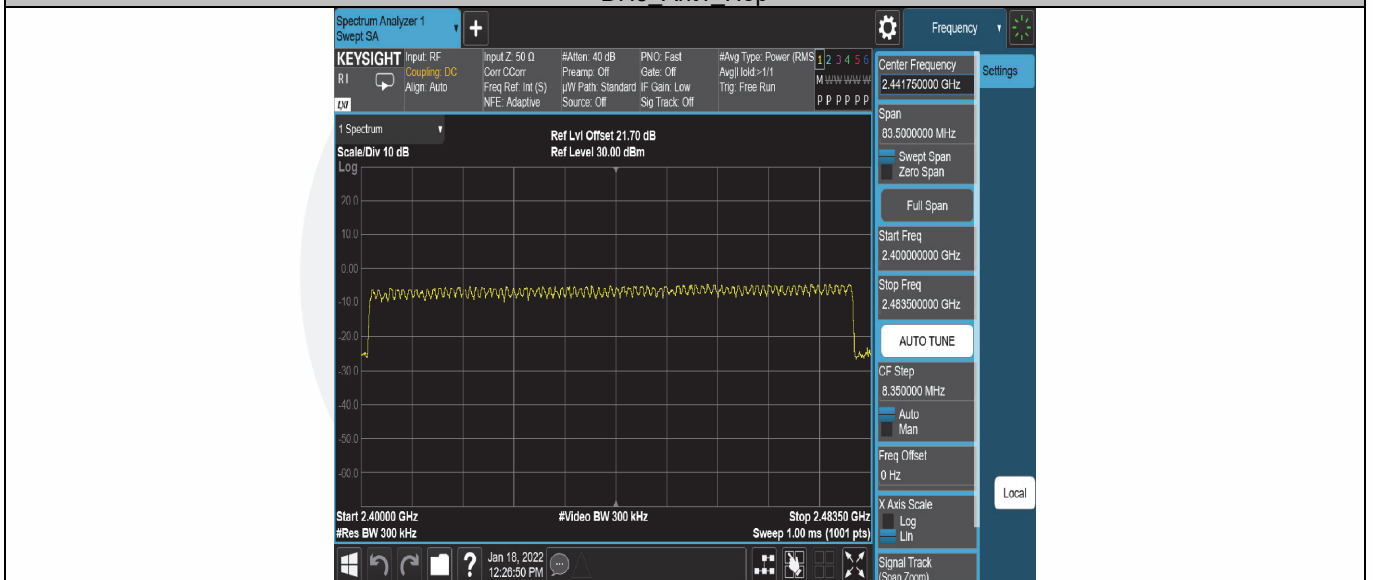 Spectrum Analyzer 1
Swept SA
+
Frequency
KEYSIGHT
RI
LXI
Input: RF
Coupling: DC
Align: Auto
Input Z: 50 Ω
Corr CCorr
Freq Ref: Int (S)
NFE: Adaptive
#Atten: 40 dB
Preamp: Off
µW Path: Standard
Source: Off
PNO: Fast
Gate: Off
IF Gain: Low
Sig Track: Off
#Avg Type: Power (RMS
Trig: Free Run
1 2 3 4 5 6
M W W W W W
P P P P P P
Center Frequency
2.441750000 GHz
Settings
Span
83.5000000 MHz
Swept Span
Zero Span
Full Span
Start Freq
2.400000000 GHz
Stop Freq
2.483500000 GHz
AUTO TUNE
CF Step
8.350000 MHz
Auto
Man
Freq Offset
0 Hz
X Axis Scale
Log
Lin
Signal Track
(Span Zoom)
Local
1 Spectrum
Scale/Div 10 dB
Log
Ref Lvl Offset 21.70 dB
Ref Level 30.00 dBm
20.0
10.0
0.00
-10.0
-20.0
-30.0
-40.0
-50.0
-60.0
Start 2.40000 GHz
#Res BW 300 kHz
#Video BW 300 kHz
Stop 2.48350 GHz
Sweep 1.00 ms (1001 pts)
?
Jan 18, 2022
12:26:50 PM